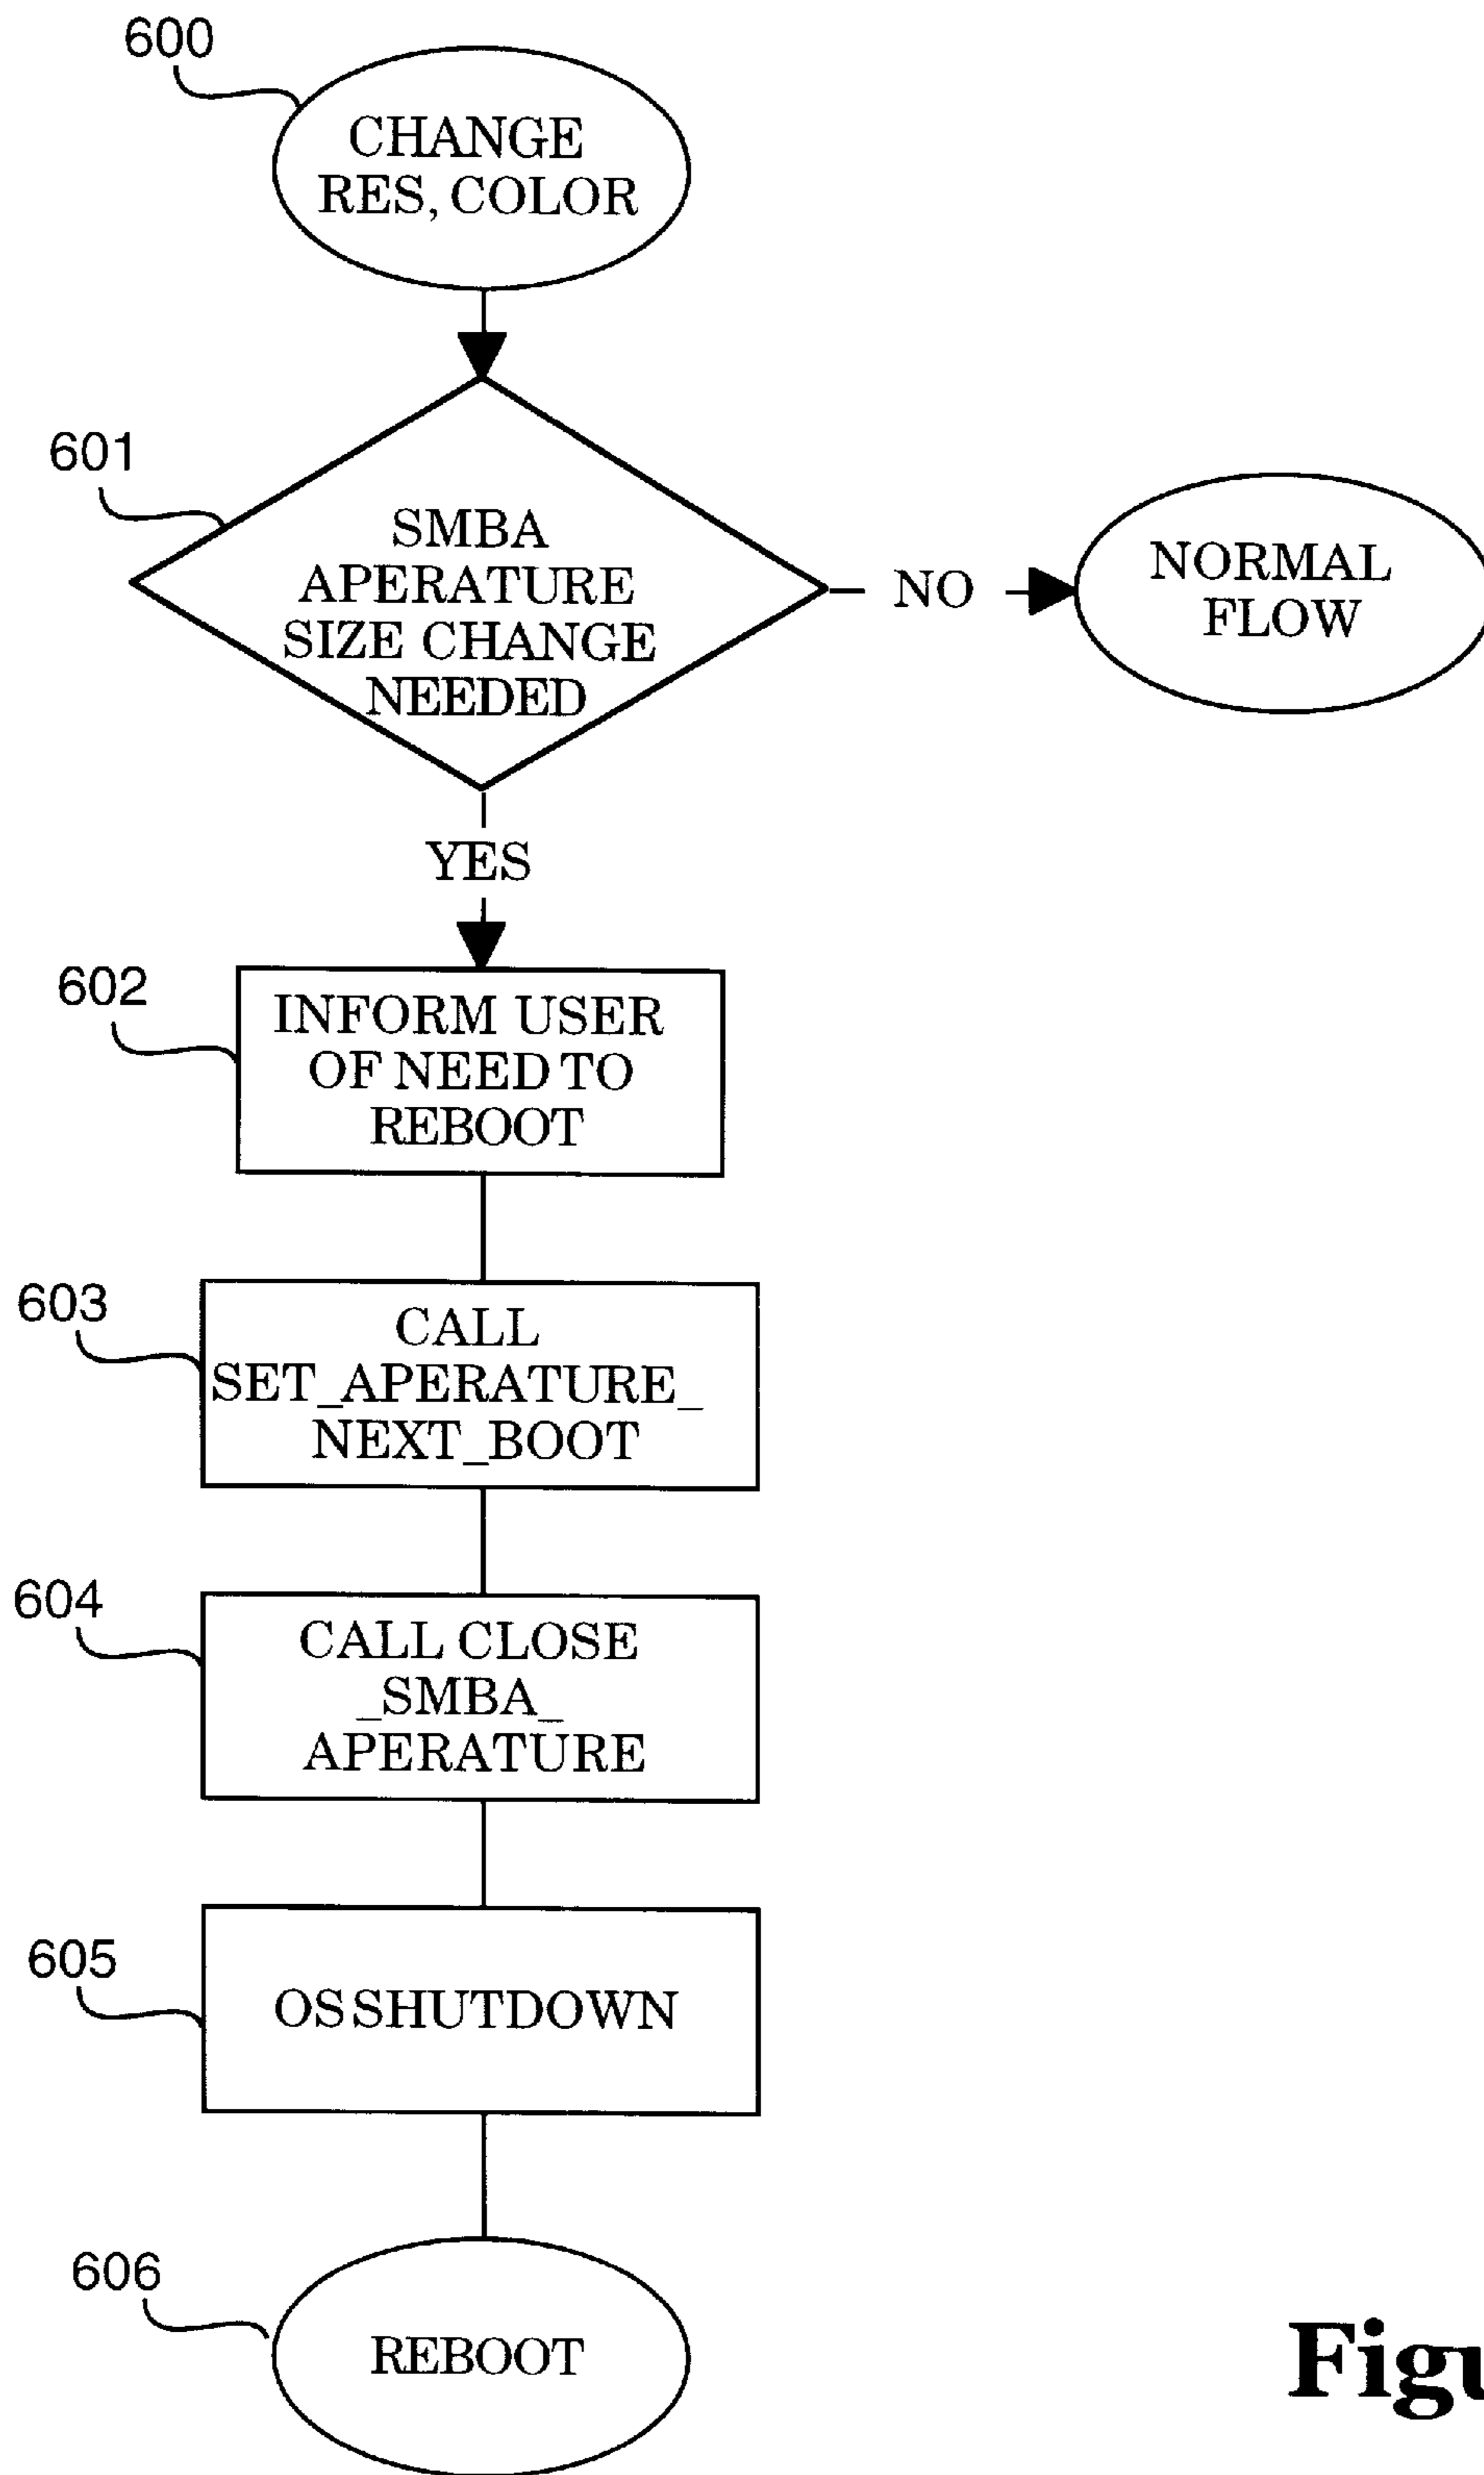 600
CHANGE
RES, COLOR
601
SMBA
APERATURE
SIZE CHANGE
NEEDED
NO
NORMAL
FLOW
YES
602
INFORM USER
OF NEED TO
REBOOT
603
CALL
SET_APERATURE_
NEXT_BOOT
604
CALL CLOSE
_SMBA_
APERATURE
605
OS SHUTDOWN
606
REBOOT